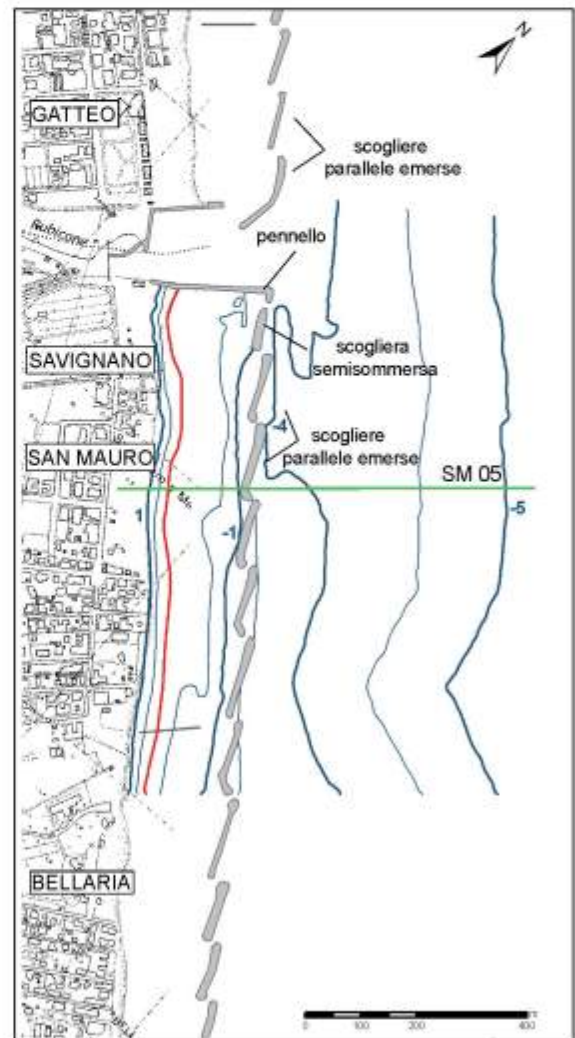 N
GATTEO
scogliere
parallele emerse
Rubicone
pennello
SAVIGNANO
scogliera
semisommersa
-4
SAN MAURO
scogliere
parallele emerse
SM 05
1
-1
-5
BELLARIA
0
200
400